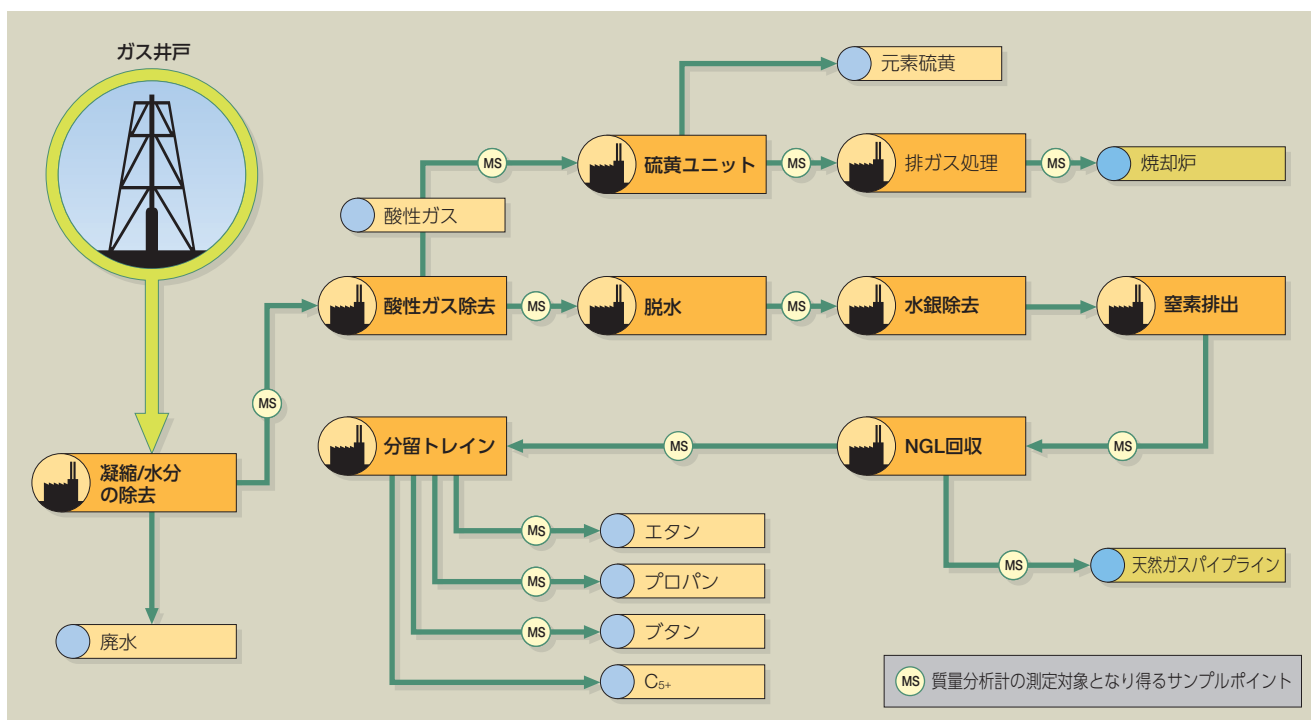 ガス井戸
元素硫黄
MS
硫黄ユニット
MS
排ガス処理
MS
焼却炉
酸性ガス
酸性ガス除去
MS
脱水
MS
水銀除去
窒素排出
MS
分留トレイン
MS
NGL回収
MS
凝縮/水分
の除去
MS
エタン
MS
天然ガスパイプライン
MS
プロパン
廃水
MS
ブタン
C₅₊
MS 質量分析計の測定対象となり得るサンプルポイント